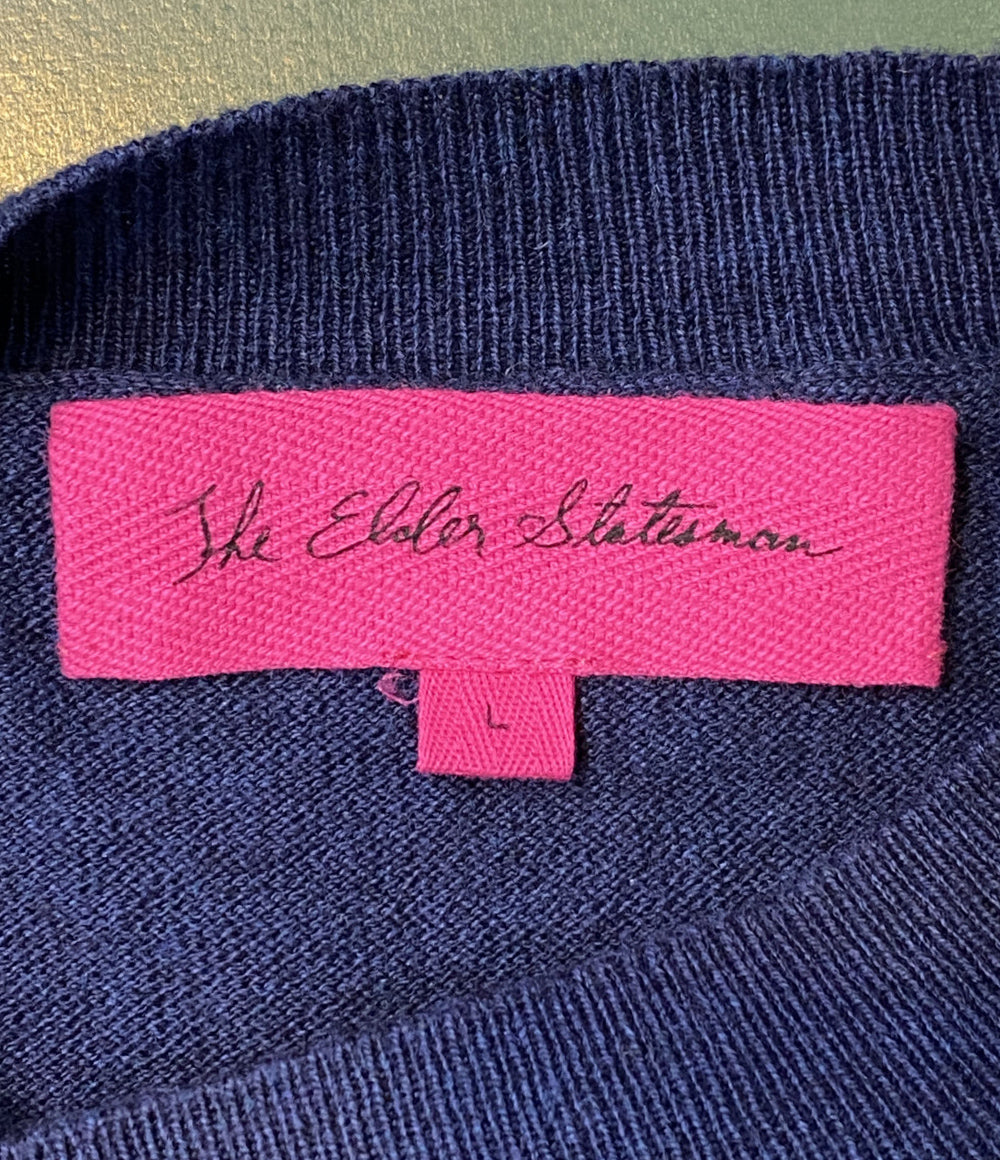 The Elder Statesman
L